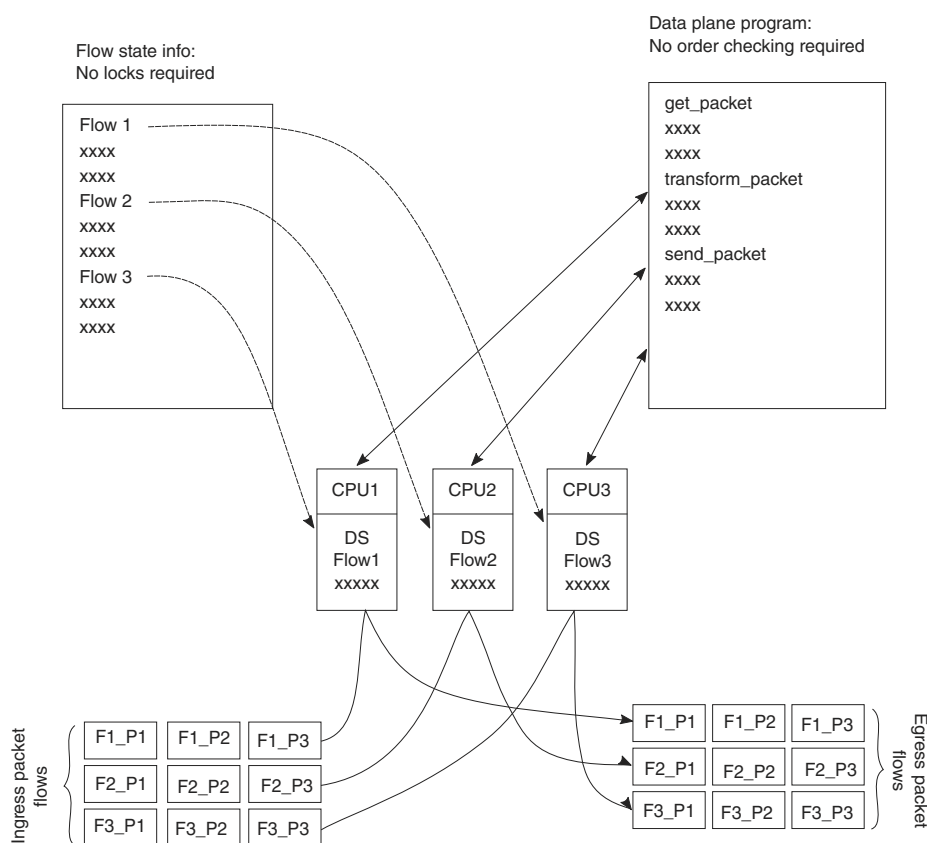 Data plane program:
No order checking required
Flow state info:
No locks required
Flow 1
xxxx
xxxx
Flow 2
xxxx
xxxx
Flow 3
xxxx
xxxx
get_packet
xxxx
xxxx
transform_packet
xxxx
xxxx
send_packet
xxxx
xxxx
CPU1
DS
Flow1
xxxxx
CPU2
DS
Flow2
xxxxx
CPU3
DS
Flow3
xxxxx
Ingress packet
flows
F1_P1 F1_P2 F1_P3
F2_P1 F2_P2 F2_P3
F3_P1 F3_P2 F3_P3
F1_P1 F1_P2 F1_P3
F2_P1 F2_P2 F2_P3
F3_P1 F3_P2 F3_P3
Egress packet
flows